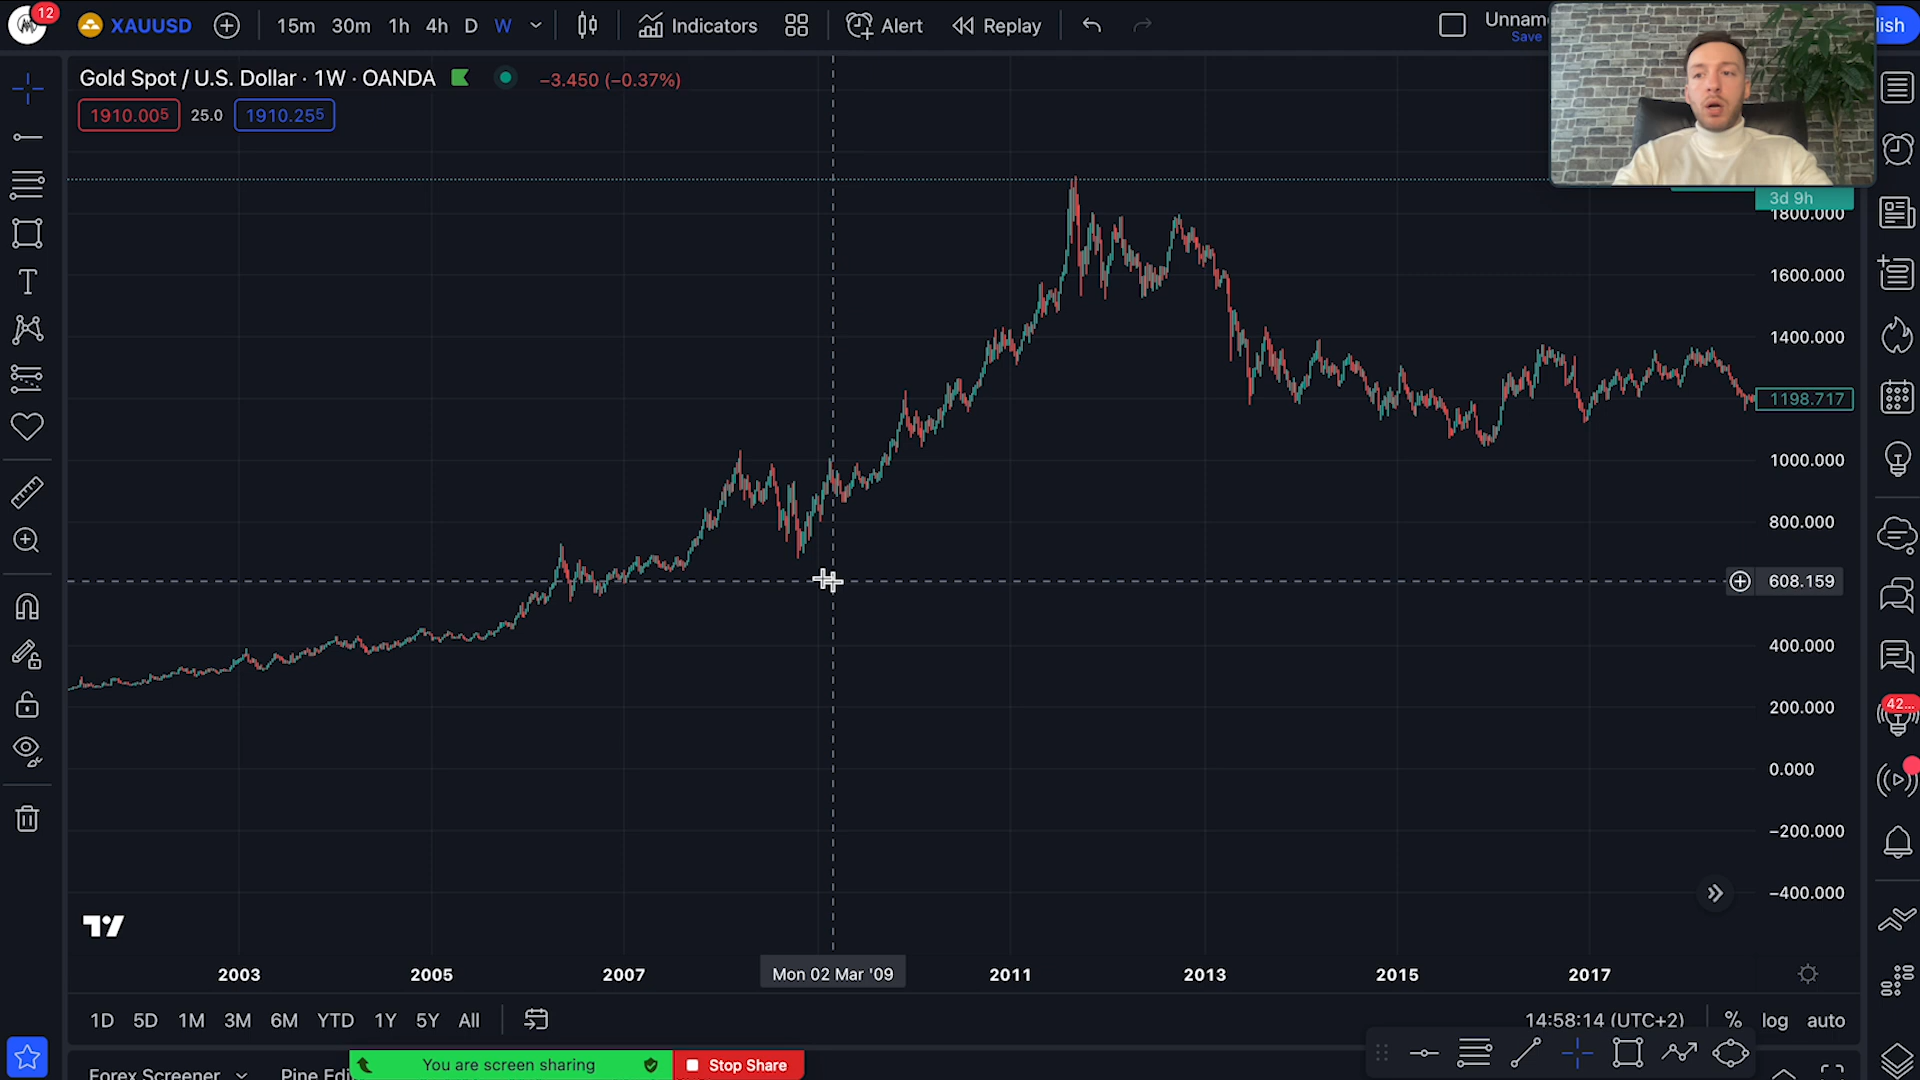 12
XAUUSD
15m 30m 1h 4h D W
Indicators
Alert
Replay
Unnam
Save
lish
Gold Spot / U.S. Dollar · 1W · OANDA
−3.450 (−0.37%)
1910.005 25.0 1910.255
3d 9h
1800.000
1600.000
1400.000
1198.717
1000.000
800.000
608.159
400.000
200.000
0.000
−200.000
−400.000
42...
2003 2005 2007 Mon 02 Mar '09 2011 2013 2015 2017
1D 5D 1M 3M 6M YTD 1Y 5Y All
14:58:14 (UTC+2) % log auto
You are screen sharing
Stop Share
Forex Screener
Pine Edi